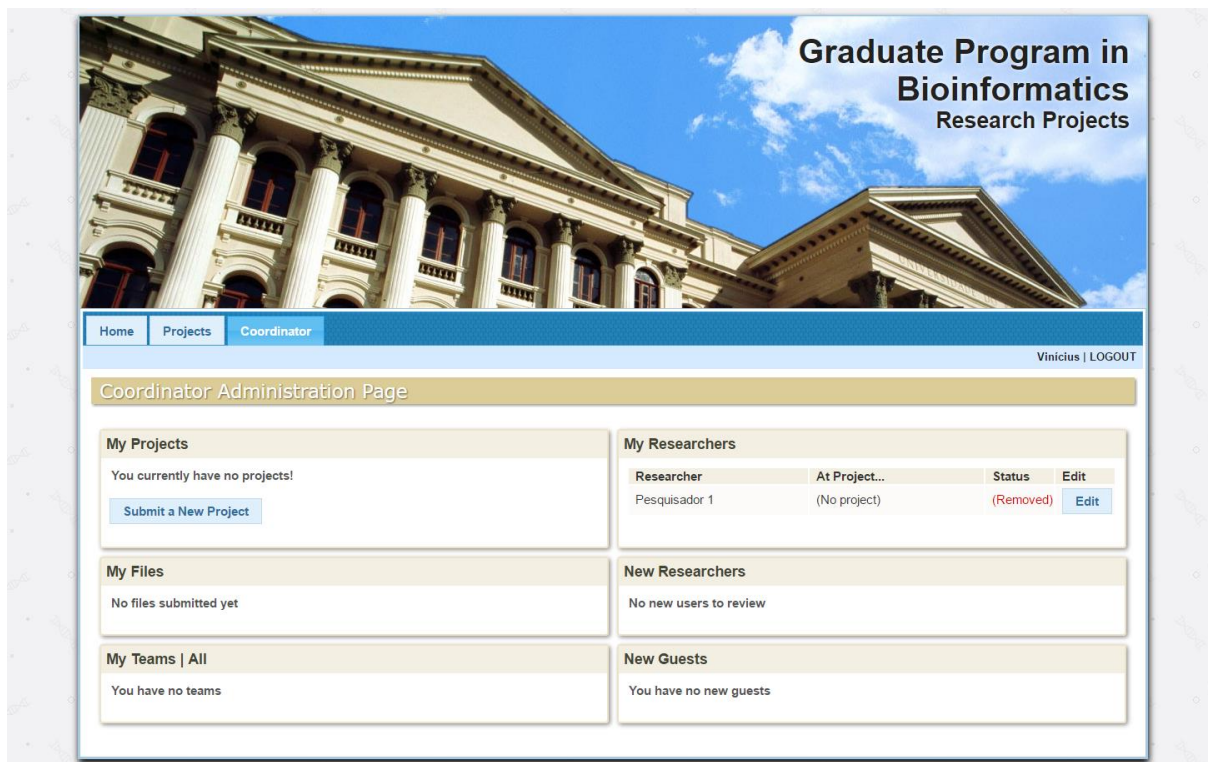 Graduate Program in
Bioinformatics
Research Projects
Home Projects Coordinator
Vinícius | LOGOUT
Coordinator Administration Page
My Projects
You currently have no projects!
Submit a New Project
My Researchers
Researcher At Project... Status Edit
Pesquisador 1 (No project) (Removed) Edit
My Files
No files submitted yet
New Researchers
No new users to review
My Teams | All
You have no teams
New Guests
You have no new guests